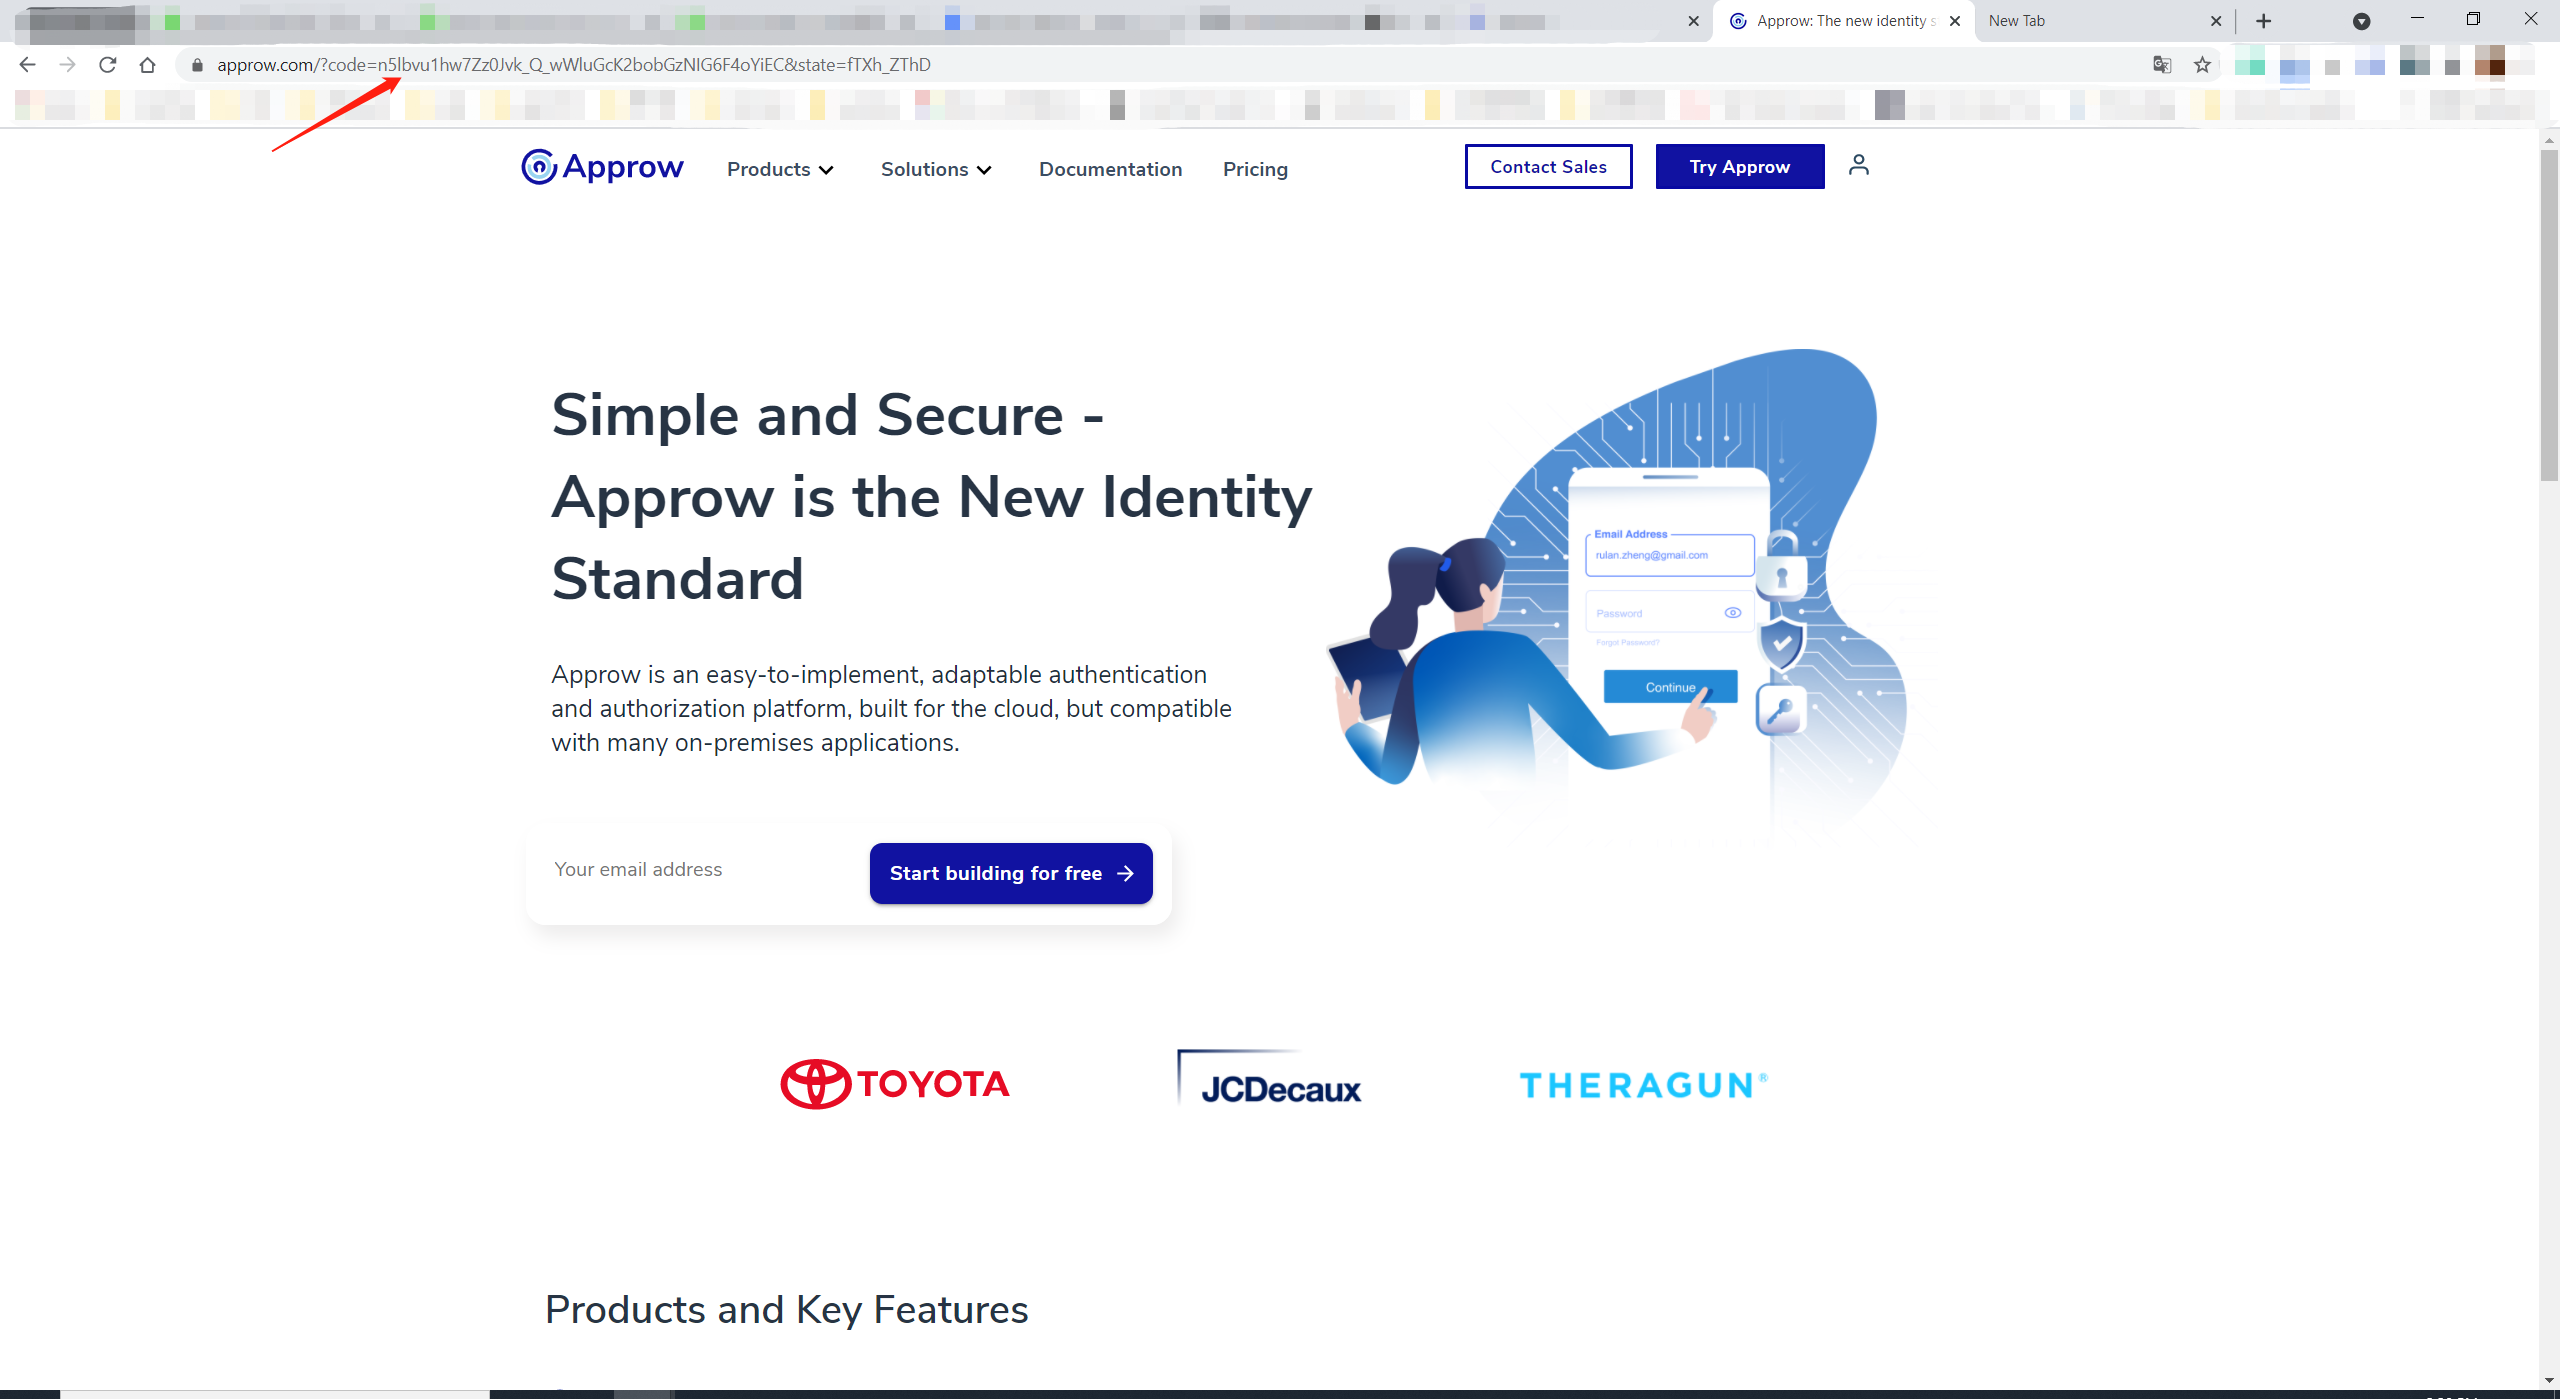 Approw: The new identity s
New Tab
approw.com/?code=n5lbvu1hw7Zz0Jvk_Q_wWluGcK2bobGzNIG6F4oYiEC&state=fTXh_ZThD
Approw
Products
Solutions
Documentation
Pricing
Contact Sales
Try Approw
Simple and Secure -
Approw is the New Identity
Standard
Approw is an easy-to-implement, adaptable authentication
and authorization platform, built for the cloud, but compatible
with many on-premises applications.
Email Address
rulan.zheng@gmail.com
Password
Forgot Password?
Continue
Your email address
Start building for free
TOYOTA
JCDecaux
THERAGUN®
Products and Key Features